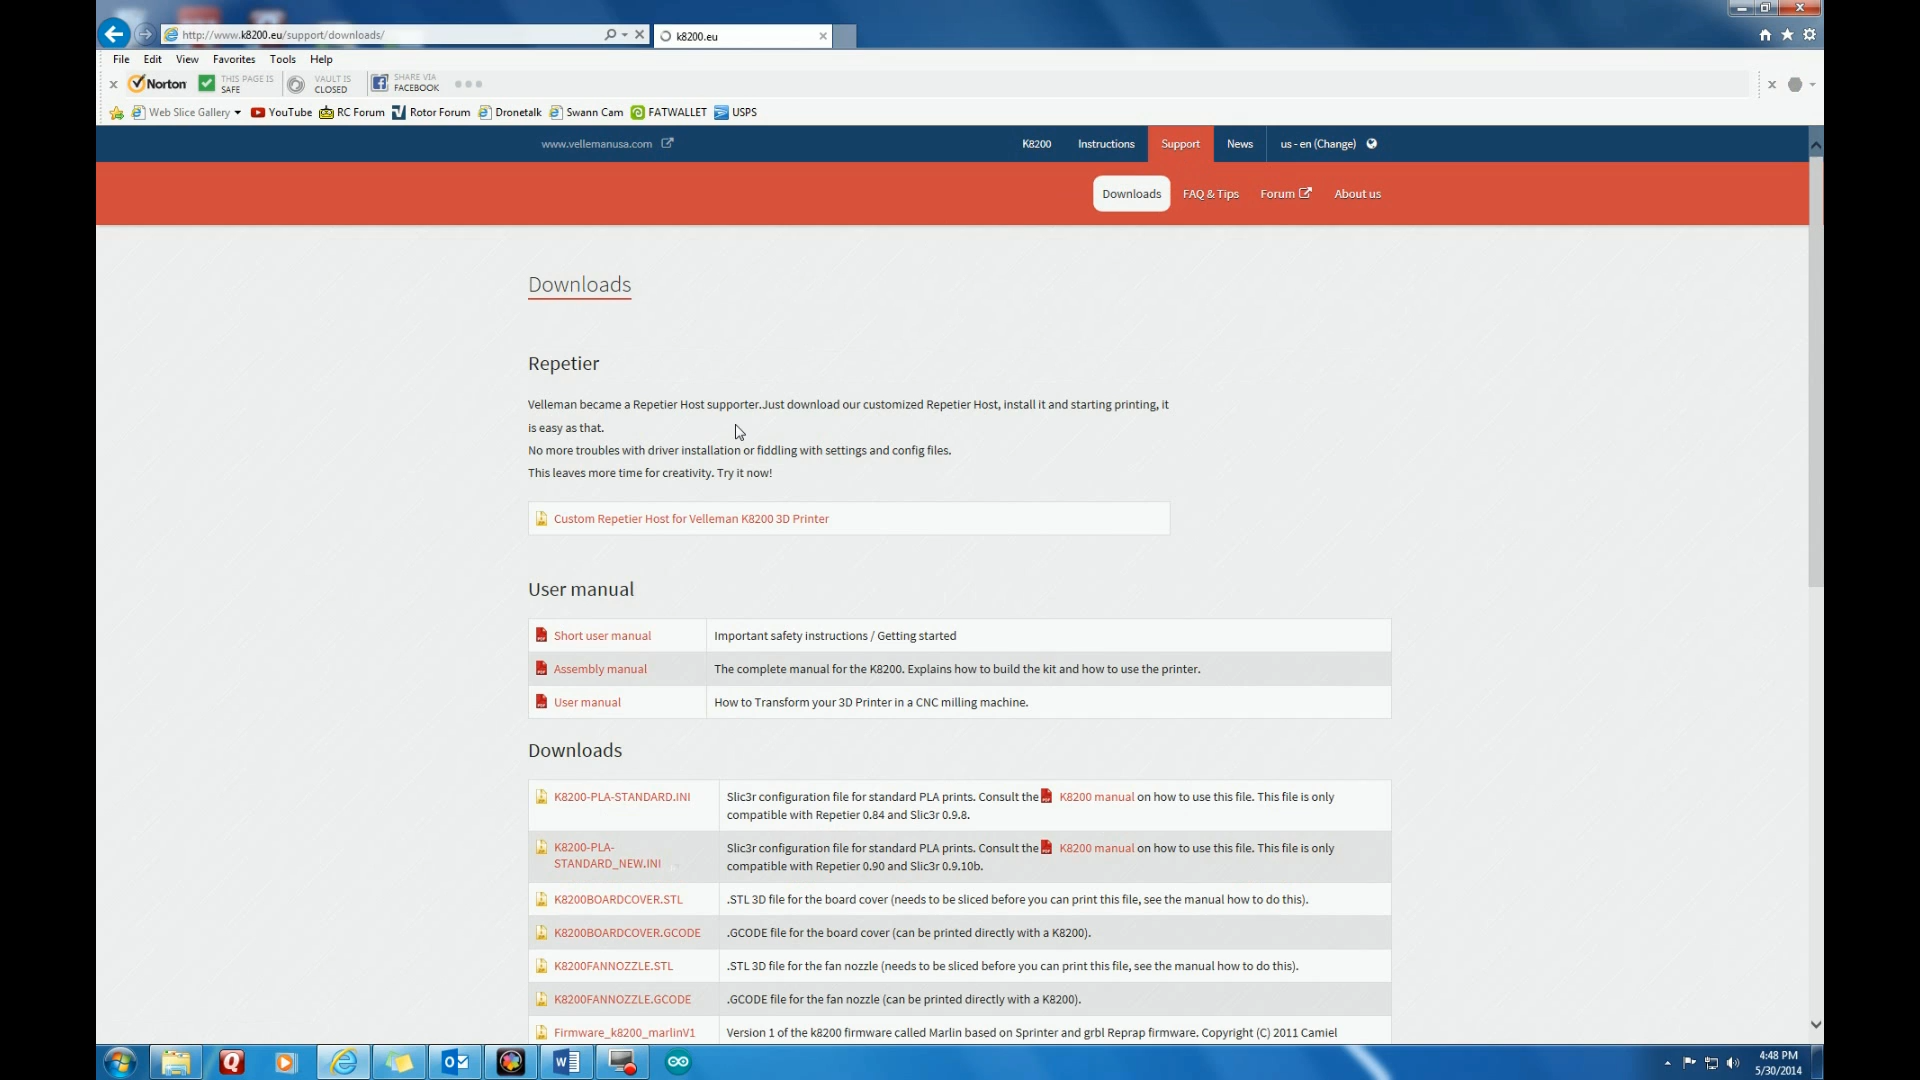 http://www.k8200.eu/support/downloads/
k8200.eu
File Edit View Favorites Tools Help
Norton THIS PAGE IS SAFE VAULT IS CLOSED SHARE VIA FACEBOOK
Web Slice Gallery YouTube RC Forum Rotor Forum Dronetalk Swann Cam FATWALLET USPS
www.vellemanusa.com K8200 Instructions Support News us - en (Change)
Downloads FAQ & Tips Forum About us
Downloads
Repetier
Velleman became a Repetier Host supporter.Just download our customized Repetier Host, install it and starting printing, it
is easy as that.
No more troubles with driver installation or fiddling with settings and config files.
This leaves more time for creativity. Try it now!
Custom Repetier Host for Velleman K8200 3D Printer
User manual
Short user manual Important safety instructions / Getting started
Assembly manual The complete manual for the K8200. Explains how to build the kit and how to use the printer.
User manual How to Transform your 3D Printer in a CNC milling machine.
Downloads
K8200-PLA-STANDARD.INI Slic3r configuration file for standard PLA prints. Consult the K8200 manual on how to use this file. This file is only
compatible with Repetier 0.84 and Slic3r 0.9.8.
K8200-PLA- Slic3r configuration file for standard PLA prints. Consult the K8200 manual on how to use this file. This file is only
STANDARD_NEW.INI compatible with Repetier 0.90 and Slic3r 0.9.10b.
K8200BOARDCOVER.STL .STL 3D file for the board cover (needs to be sliced before you can print this file, see the manual how to do this).
K8200BOARDCOVER.GCODE .GCODE file for the board cover (can be printed directly with a K8200).
K8200FANNOZZLE.STL .STL 3D file for the fan nozzle (needs to be sliced before you can print this file, see the manual how to do this).
K8200FANNOZZLE.GCODE .GCODE file for the fan nozzle (can be printed directly with a K8200).
Firmware_k8200_marlinV1 Version 1 of the k8200 firmware called Marlin based on Sprinter and grbl Reprap firmware. Copyright (C) 2011 Camiel
4:48 PM
5/30/2014